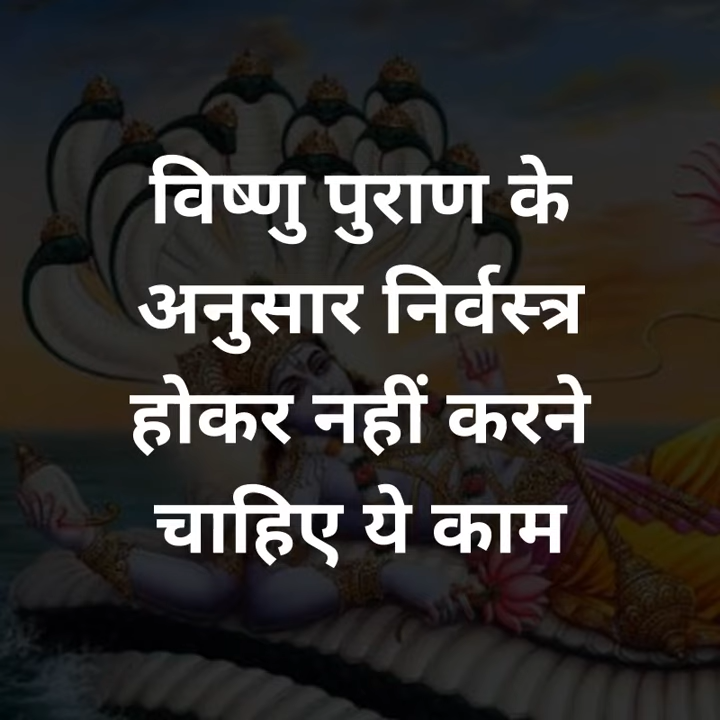 विष्णु पुराण के
अनुसार निर्वस्त्र
होकर नहीं करने
चाहिए ये काम